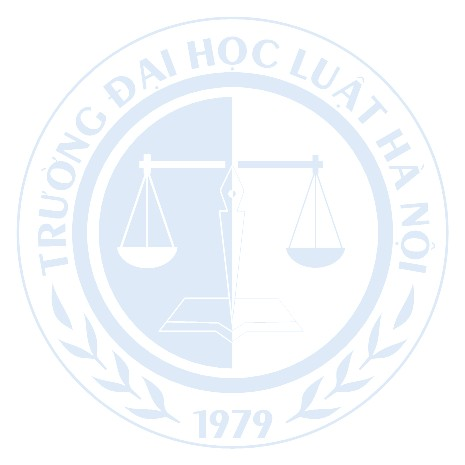 TRƯỜNG ĐẠI HỌC LUẬT HÀ NỘI
1979